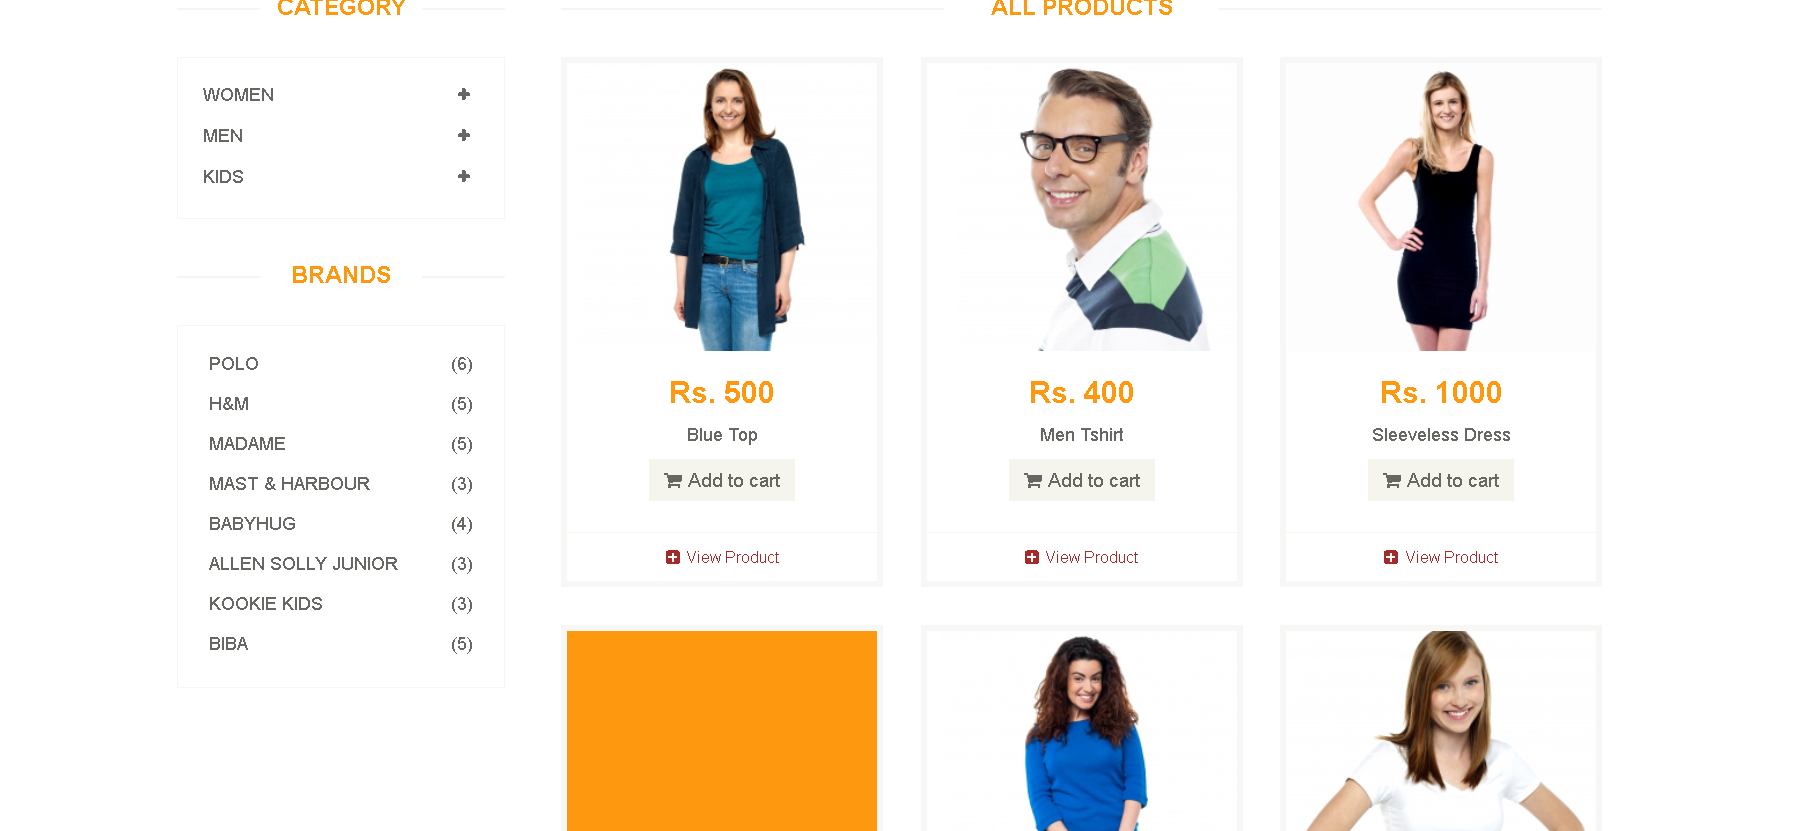 CATEGORY
WOMEN
MEN
KIDS
BRANDS
POLO (6)
H&M (5)
MADAME (5)
MAST & HARBOUR (3)
BABYHUG (4)
ALLEN SOLLY JUNIOR (3)
KOOKIE KIDS (3)
BIBA (5)
ALL PRODUCTS
Rs. 500
Blue Top
Add to cart
View Product
Rs. 400
Men Tshirt
Add to cart
View Product
Rs. 1000
Sleeveless Dress
Add to cart
View Product